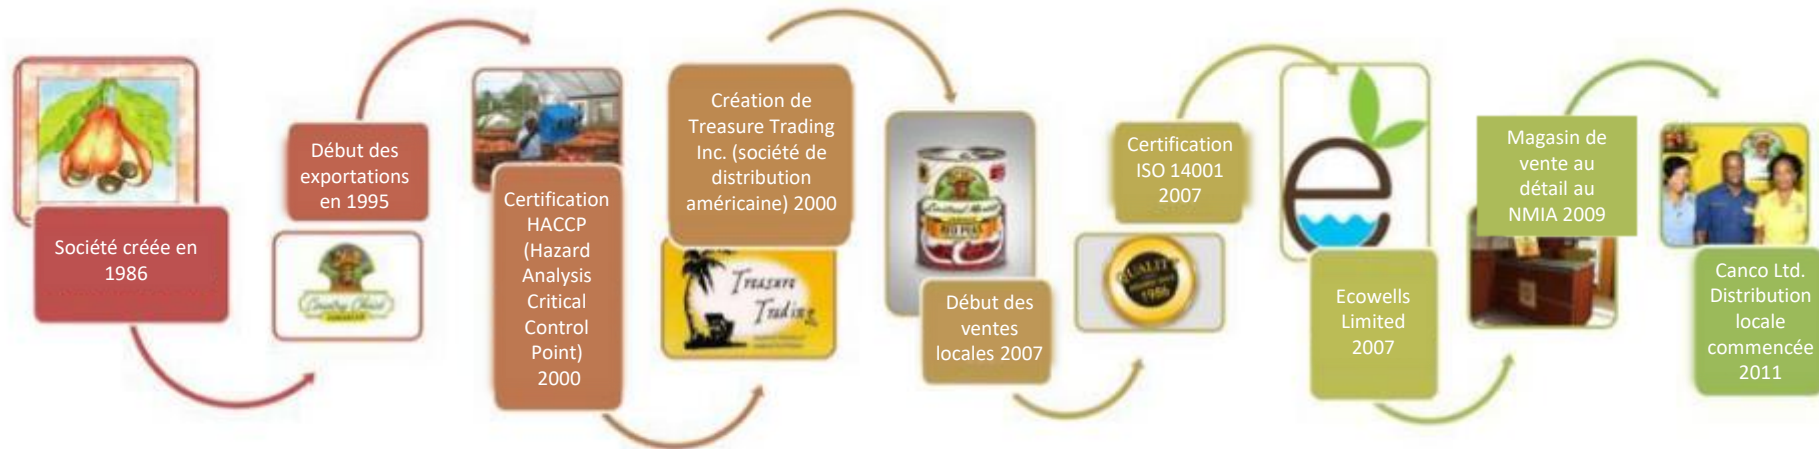 Société créée en
1986
Début des
exportations
en 1995
Certification
HACCP
(Hazard
Analysis
Critical
Control
Point)
2000
Création de
Treasure Trading
Inc. (société de
distribution
américaine) 2000
Treasure
Trading
Début des
ventes
locales 2007
Certification
ISO 14001
2007
QUALITY
1986
e
Ecowells
Limited
2007
Magasin de
vente au
détail au
NMIA 2009
Canco Ltd.
Distribution
locale
commencée
2011